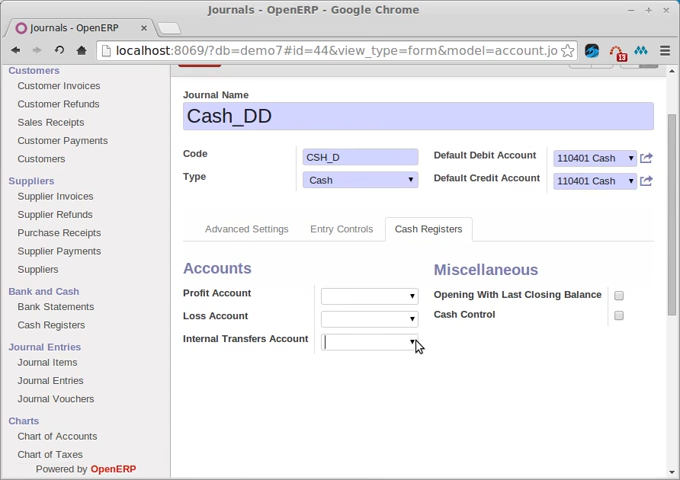 Journals - OpenERP - Google Chrome
Journals - OpenERP
localhost:8069/?db=demo7#id=44&view_type=form&model=account.jo
13
Customers
Customer Invoices
Customer Refunds
Sales Receipts
Customer Payments
Customers
Suppliers
Supplier Invoices
Supplier Refunds
Purchase Receipts
Supplier Payments
Suppliers
Bank and Cash
Bank Statements
Cash Registers
Journal Entries
Journal Items
Journal Entries
Journal Vouchers
Charts
Chart of Accounts
Chart of Taxes
Powered by OpenERP
Journal Name
Cash_DD
Code CSH_D
Type Cash
Default Debit Account 110401 Cash
Default Credit Account 110401 Cash
Advanced Settings Entry Controls Cash Registers
Accounts
Profit Account
Loss Account
Internal Transfers Account
Miscellaneous
Opening With Last Closing Balance
Cash Control